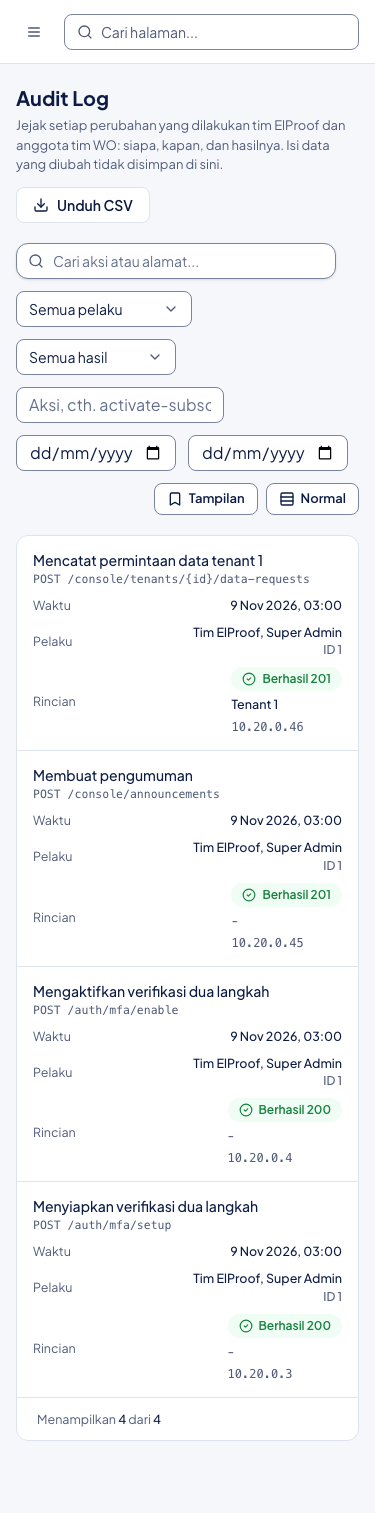 Cari halaman...
Audit Log
Jejak setiap perubahan yang dilakukan tim ElProof dan
anggota tim WO: siapa, kapan, dan hasilnya. Isi data
yang diubah tidak disimpan di sini.
Unduh CSV
Cari aksi atau alamat...
Semua pelaku
Semua hasil
Aksi, cth. activate-subsc
dd/mm/yyyy dd/mm/yyyy
Tampilan Normal
Mencatat permintaan data tenant 1
POST /console/tenants/{id}/data-requests
Waktu 9 Nov 2026, 03:00
Pelaku Tim ElProof, Super Admin
ID 1
Berhasil 201
Rincian Tenant 1
10.20.0.46
Membuat pengumuman
POST /console/announcements
Waktu 9 Nov 2026, 03:00
Pelaku Tim ElProof, Super Admin
ID 1
Berhasil 201
Rincian -
10.20.0.45
Mengaktifkan verifikasi dua langkah
POST /auth/mfa/enable
Waktu 9 Nov 2026, 03:00
Pelaku Tim ElProof, Super Admin
ID 1
Berhasil 200
Rincian -
10.20.0.4
Menyiapkan verifikasi dua langkah
POST /auth/mfa/setup
Waktu 9 Nov 2026, 03:00
Pelaku Tim ElProof, Super Admin
ID 1
Berhasil 200
Rincian -
10.20.0.3
Menampilkan 4 dari 4